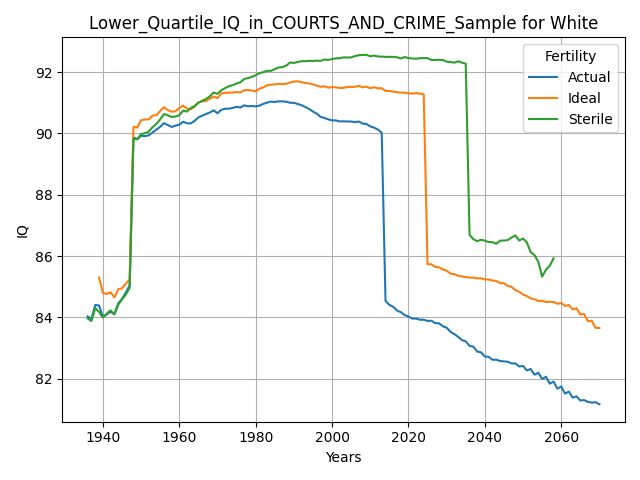 Lower_Quartile_IQ_in_COURTS_AND_CRIME_Sample for White
Fertility
Actual
Ideal
Sterile
IQ
92
90
88
86
84
82
1940
1960
1980
2000
2020
2040
2060
Years